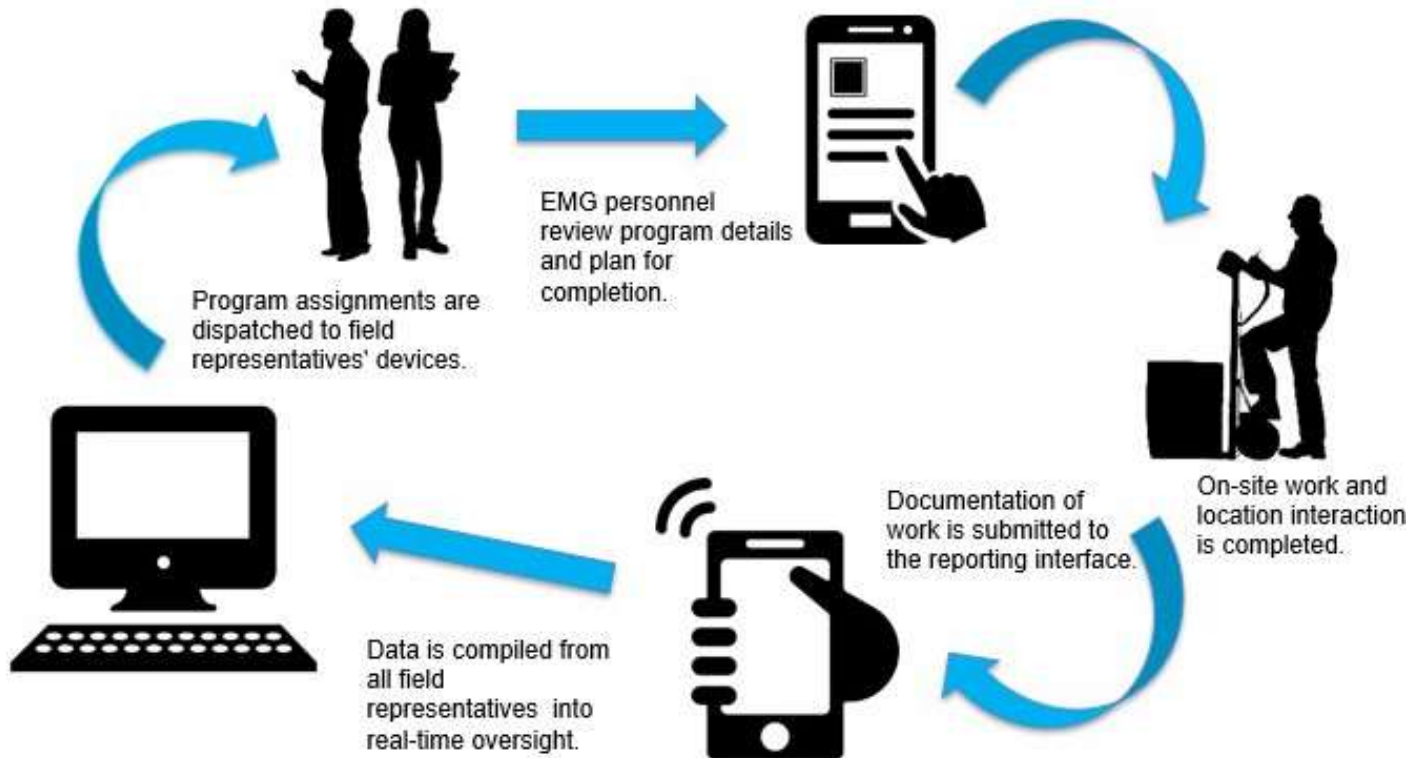 Program assignments are
dispatched to field
representatives' devices.
EMG personnel
review program details
and plan for
completion.
On-site work and
location interaction
is completed.
Documentation of
work is submitted to
the reporting interface.
Data is compiled from
all field
representatives into
real-time oversight.